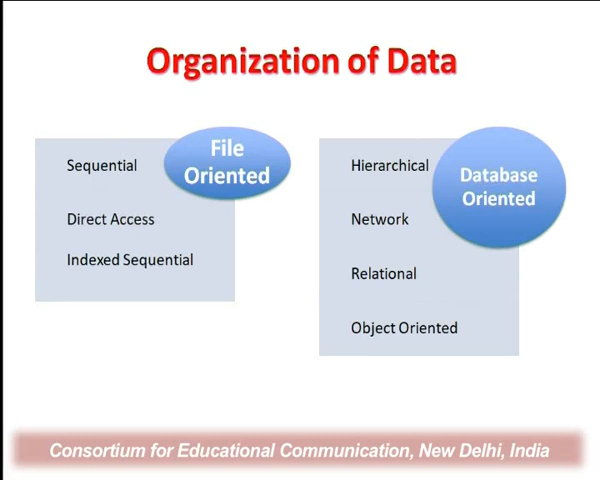 Organization of Data
File
Oriented
Sequential
Direct Access
Indexed Sequential
Database
Oriented
Hierarchical
Network
Relational
Object Oriented
Consortium for Educational Communication, New Delhi, India